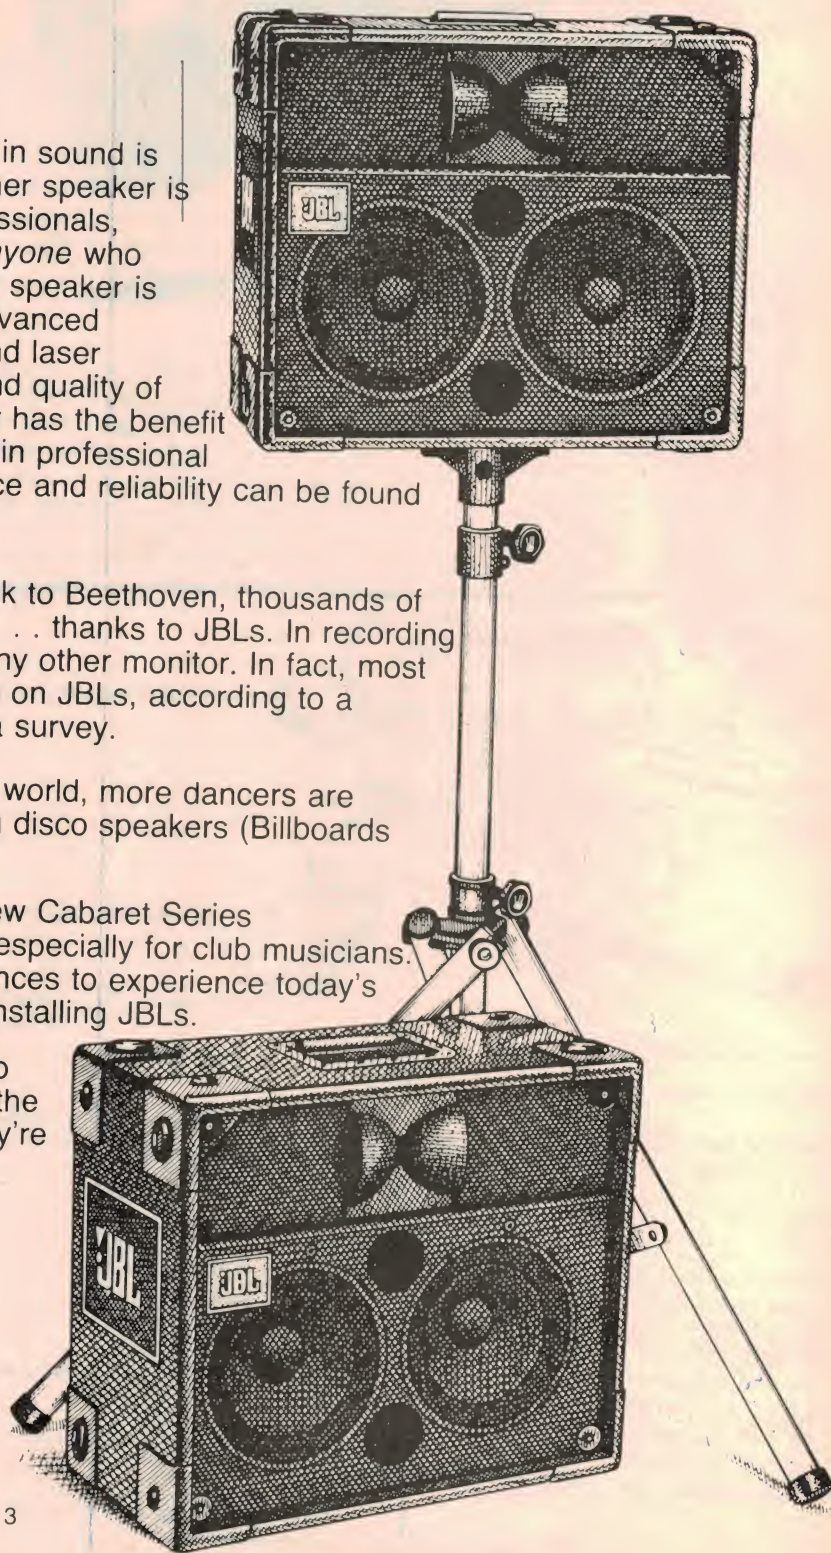 in sound is
er speaker is
ssionals,
yone who
speaker is
vanced
d laser
nd quality of
has the benefit
in professional
ce and reliability can be found
k to Beethoven, thousands of
. . thanks to JBLs. In recording
ny other monitor. In fact, most
on JBLs, according to a
survey.
world, more dancers are
disco speakers (Billboards
ew Cabaret Series
especially for club musicians.
nces to experience today's
nstalling JBLs.
the
y're
JBL
JBL
JBL
3